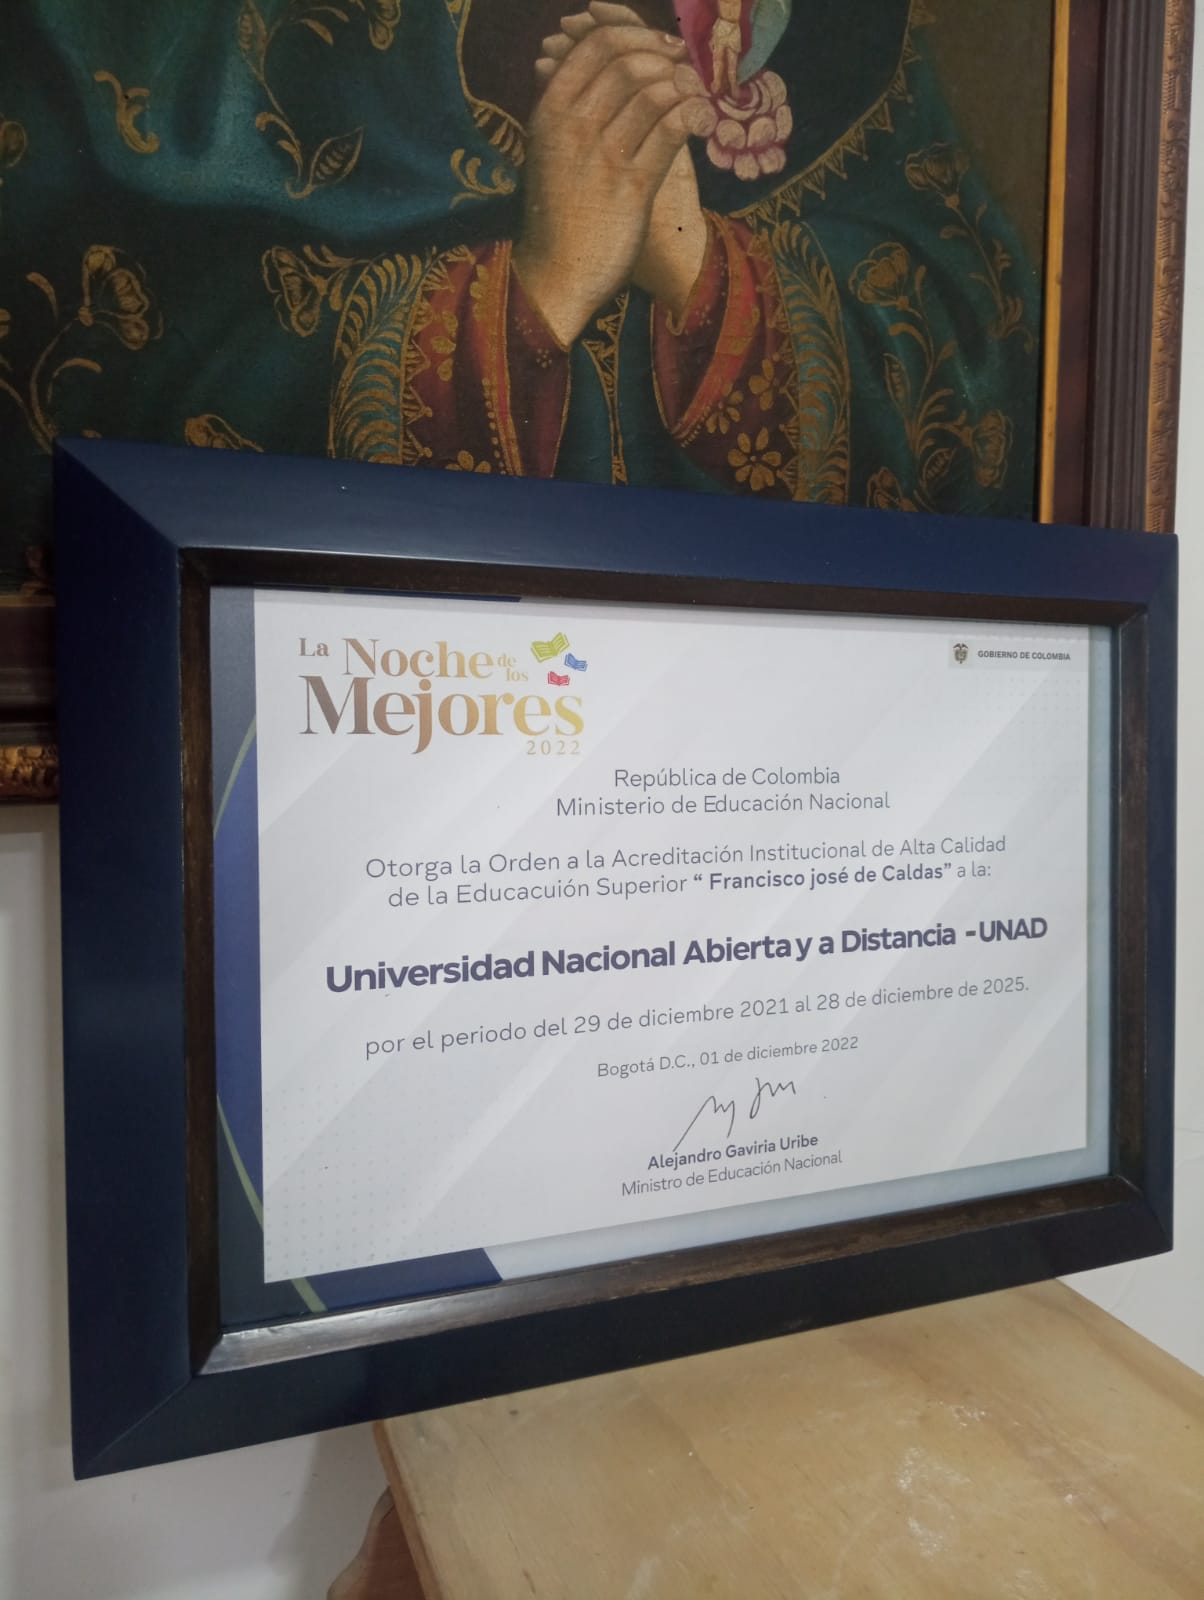 La Noche de los
Mejores
2022
GOBIERNO DE COLOMBIA
República de Colombia
Ministerio de Educación Nacional
Otorga la Orden a la Acreditación Institucional de Alta Calidad
de la Educacuión Superior “ Francisco josé de Caldas” a la:
Universidad Nacional Abierta y a Distancia - UNAD
por el periodo del 29 de diciembre 2021 al 28 de diciembre de 2025.
Bogotá D.C., 01 de diciembre 2022
Alejandro Gaviria Uribe
Ministro de Educación Nacional